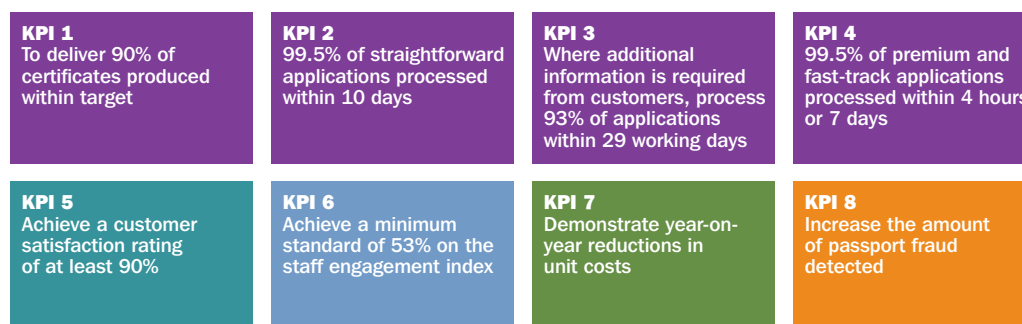 KPI 1
To deliver 90% of
certificates produced
within target
KPI 2
99.5% of straightforward
applications processed
within 10 days
KPI 3
Where additional
information is required
from customers, process
93% of applications
within 29 working days
KPI 4
99.5% of premium and
fast-track applications
processed within 4 hours
or 7 days
KPI 5
Achieve a customer
satisfaction rating
of at least 90%
KPI 6
Achieve a minimum
standard of 53% on the
staff engagement index
KPI 7
Demonstrate year-on-
year reductions in
unit costs
KPI 8
Increase the amount
of passport fraud
detected